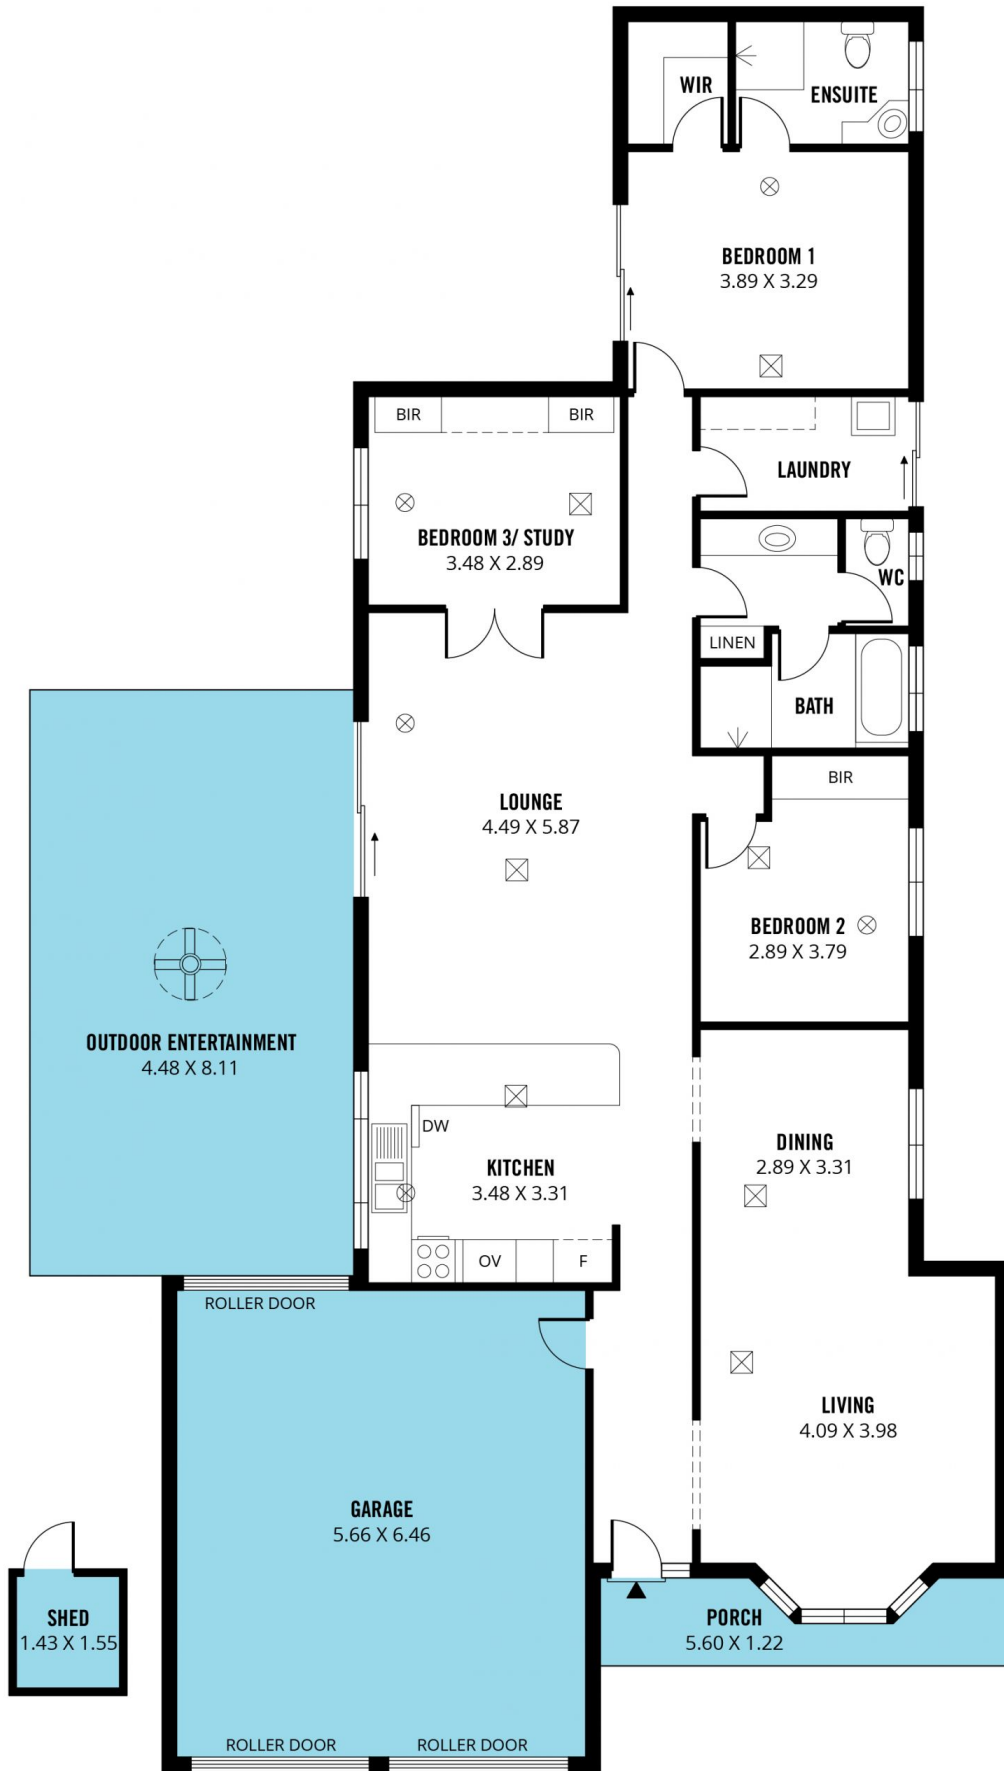 WIR
ENSUITE
BEDROOM 1
3.89 X 3.29
BIR
BIR
LAUNDRY
BEDROOM 3/ STUDY
3.48 X 2.89
WC
LINEN
BATH
BIR
LOUNGE
4.49 X 5.87
BEDROOM 2
2.89 X 3.79
OUTDOOR ENTERTAINMENT
4.48 X 8.11
DW
KITCHEN
3.48 X 3.31
DINING
2.89 X 3.31
OV
F
ROLLER DOOR
LIVING
4.09 X 3.98
GARAGE
5.66 X 6.46
SHED
1.43 X 1.55
PORCH
5.60 X 1.22
ROLLER DOOR
ROLLER DOOR